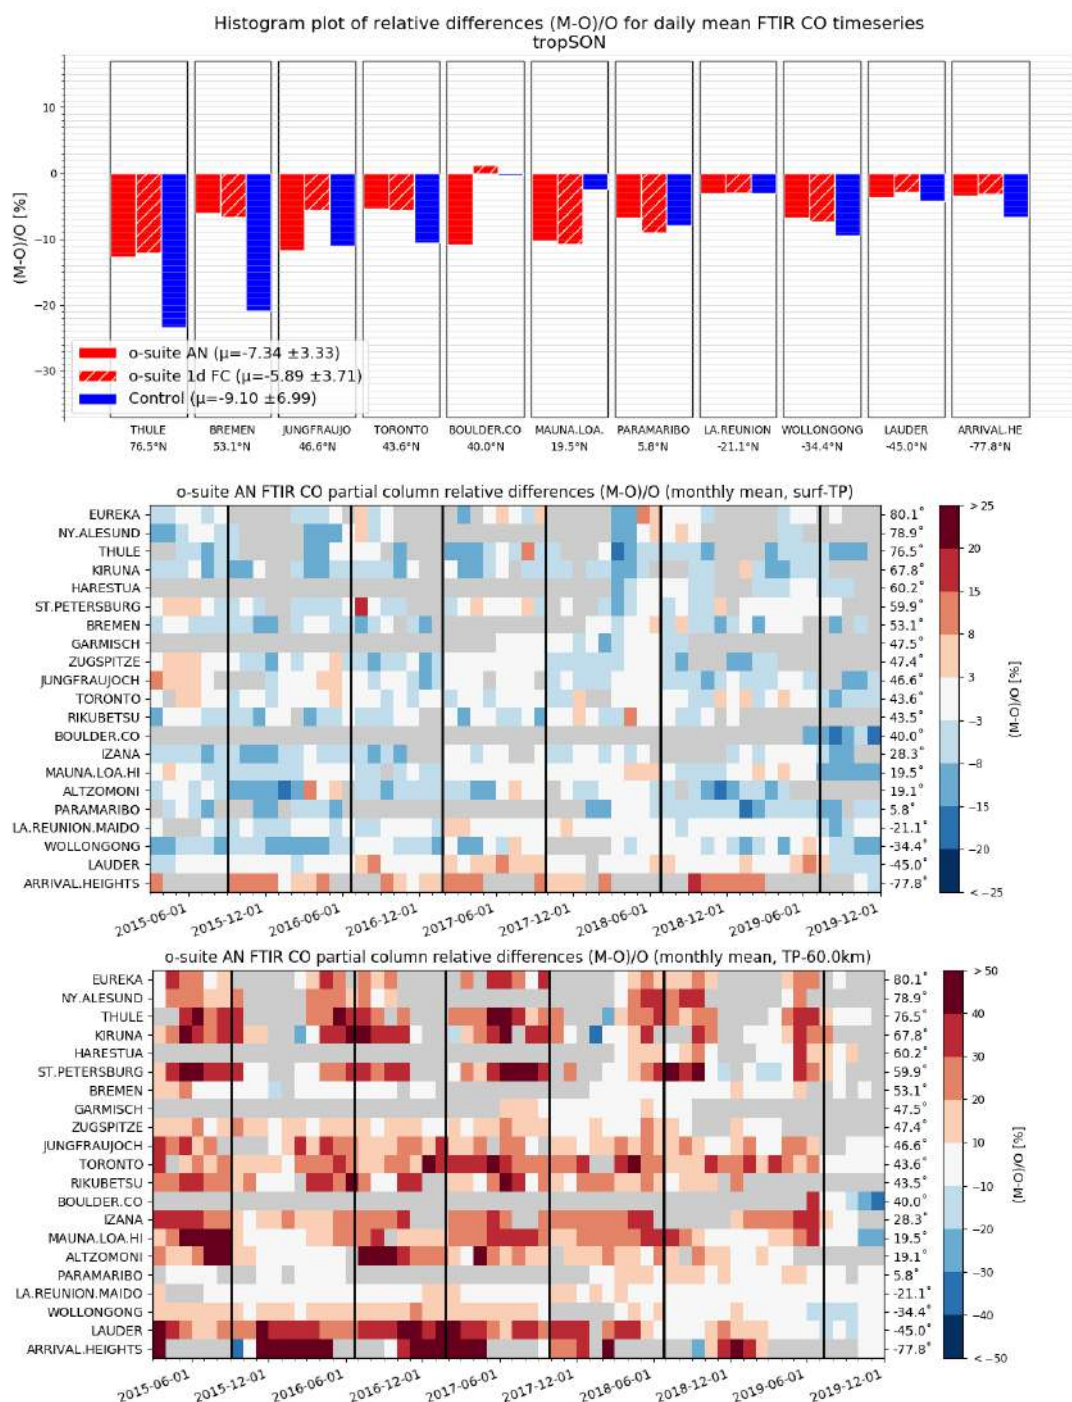 Histogram plot of relative differences (M-O)/O for daily mean FTIR CO timeseries
tropSON
(M-O)/O [%]
10
0
−10
−20
−30
o-suite AN (μ=-7.34 ±3.33)
o-suite 1d FC (μ=-5.89 ±3.71)
Control (μ=-9.10 ±6.99)
THULE BREMEN JUNGFRAUJO TORONTO BOULDER.CO MAUNA.LOA. PARAMARIBO LA.REUNION WOLLONGONG LAUDER ARRIVAL.HE
76.5°N 53.1°N 46.6°N 43.6°N 40.0°N 19.5°N 5.8°N -21.1°N -34.4°N -45.0°N -77.8°N
o-suite AN FTIR CO partial column relative differences (M-O)/O (monthly mean, surf-TP)
EUREKA 80.1°
NY.ALESUND 78.9°
THULE 76.5°
KIRUNA 67.8°
HARESTUA 60.2°
ST.PETERSBURG 59.9°
BREMEN 53.1°
GARMISCH 47.5°
ZUGSPITZE 47.4°
JUNGFRAUJOCH 46.6°
TORONTO 43.6°
RIKUBETSU 43.5°
BOULDER.CO 40.0°
IZANA 28.3°
MAUNA.LOA.HI 19.5°
ALTZOMONI 19.1°
PARAMARIBO 5.8°
LA.REUNION.MAIDO -21.1°
WOLLONGONG -34.4°
LAUDER -45.0°
ARRIVAL.HEIGHTS -77.8°
2015-06-01 2015-12-01 2016-06-01 2016-12-01 2017-06-01 2017-12-01 2018-06-01 2018-12-01 2019-06-01 2019-12-01
> 25
20
15
8
3
−3
−8
−15
−20
<−25
(M-O)/O [%]
o-suite AN FTIR CO partial column relative differences (M-O)/O (monthly mean, TP-60.0km)
EUREKA 80.1°
NY.ALESUND 78.9°
THULE 76.5°
KIRUNA 67.8°
HARESTUA 60.2°
ST.PETERSBURG 59.9°
BREMEN 53.1°
GARMISCH 47.5°
ZUGSPITZE 47.4°
JUNGFRAUJOCH 46.6°
TORONTO 43.6°
RIKUBETSU 43.5°
BOULDER.CO 40.0°
IZANA 28.3°
MAUNA.LOA.HI 19.5°
ALTZOMONI 19.1°
PARAMARIBO 5.8°
LA.REUNION.MAIDO -21.1°
WOLLONGONG -34.4°
LAUDER -45.0°
ARRIVAL.HEIGHTS -77.8°
2015-06-01 2015-12-01 2016-06-01 2016-12-01 2017-06-01 2017-12-01 2018-06-01 2018-12-01 2019-06-01 2019-12-01
> 50
40
30
20
10
−10
−20
−30
−40
<−50
(M-O)/O [%]